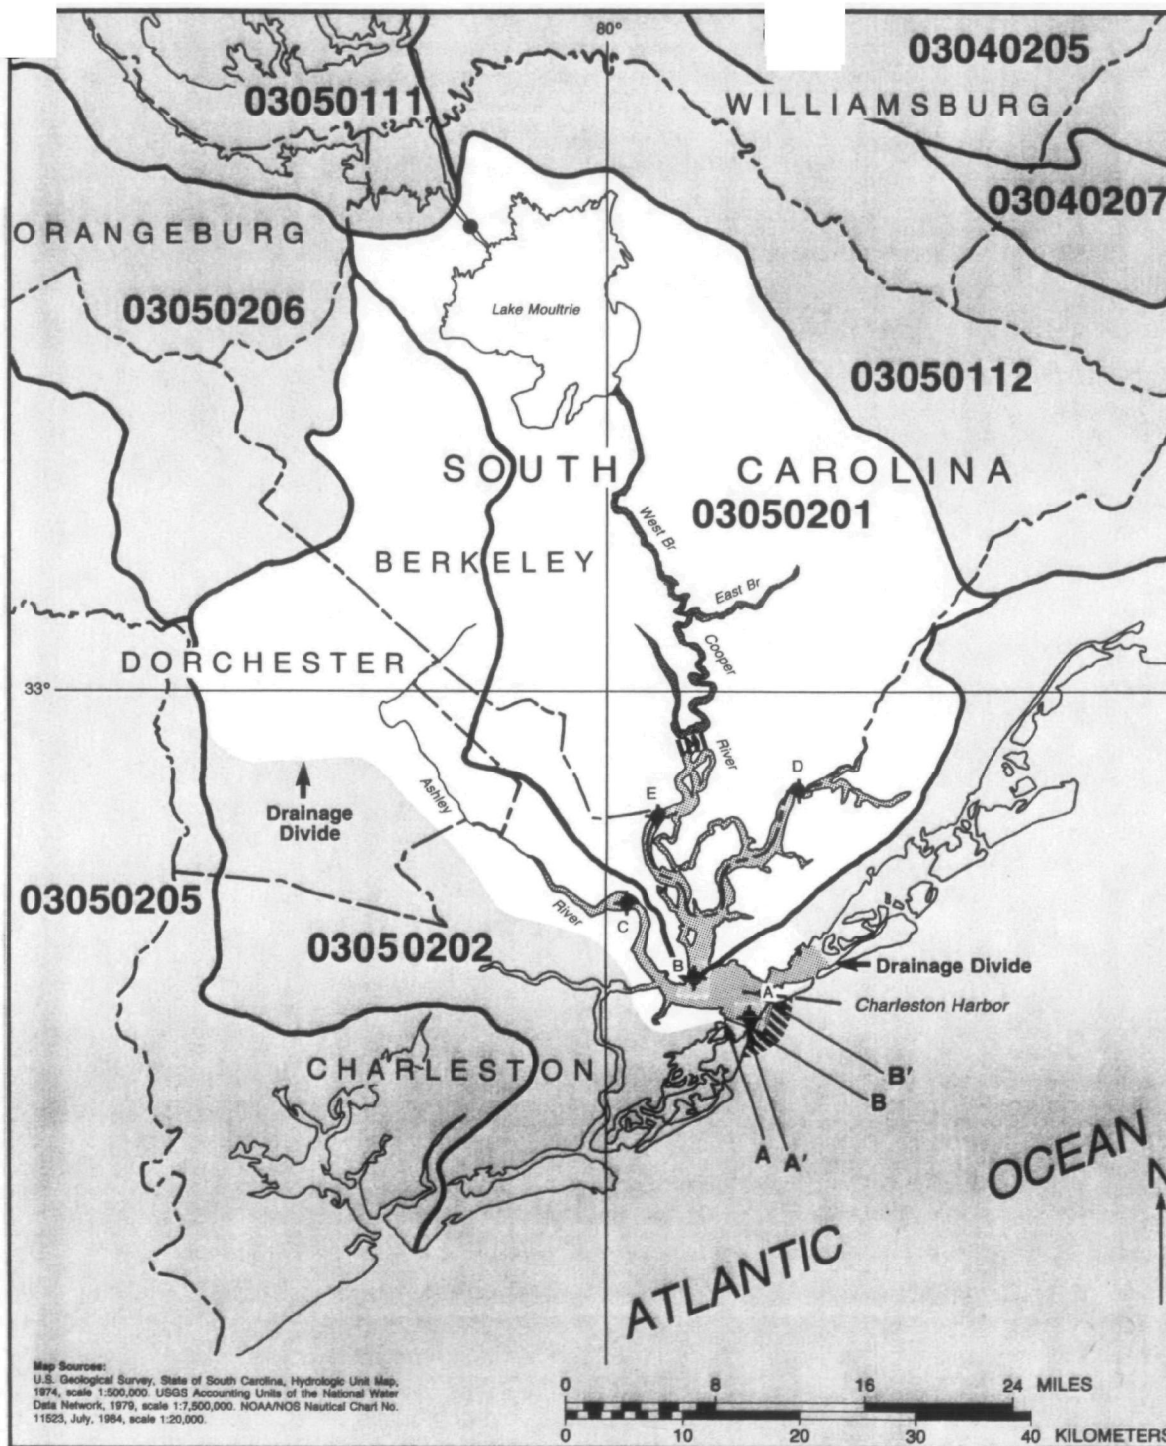 80°
03040205
03050111
WILLIAMSBURG
03040207
ORANGEBURG
03050206
Lake Moultrie
03050112
SOUTH CAROLINA
03050201
West Br
BERKELEY
East Br
Cooper
DORCHESTER
33°
River
D
Ashley
E
Drainage
Divide
03050205
River
C
03050202
B
Drainage Divide
A
Charleston Harbor
CHARLESTON
B'
B
A
A'
OCEAN
N
ATLANTIC
Map Sources:
U.S. Geological Survey, State of South Carolina, Hydrologic Unit Map,
1974, scale 1:500,000. USGS Accounting Units of the National Water
Data Network, 1979, scale 1:7,500,000. NOAA/NOS Nautical Chart No.
11523, July, 1984, scale 1:20,000.
0 8 16 24 MILES
0 10 20 30 40 KILOMETERS